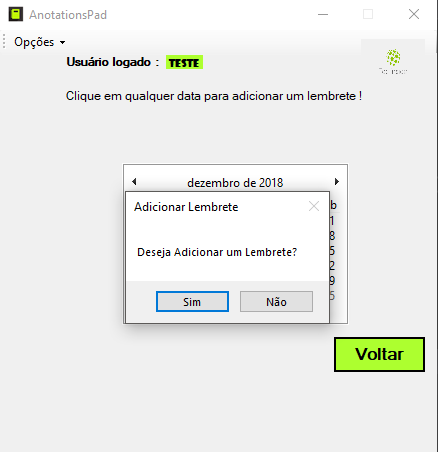 AnotationsPad
Opções
Usuário logado : TESTE
Clique em qualquer data para adicionar um lembrete !
dezembro de 2018
Adicionar Lembrete
b
1
8
Deseja Adicionar um Lembrete?
5
2
9
5
Sim
Não
Voltar